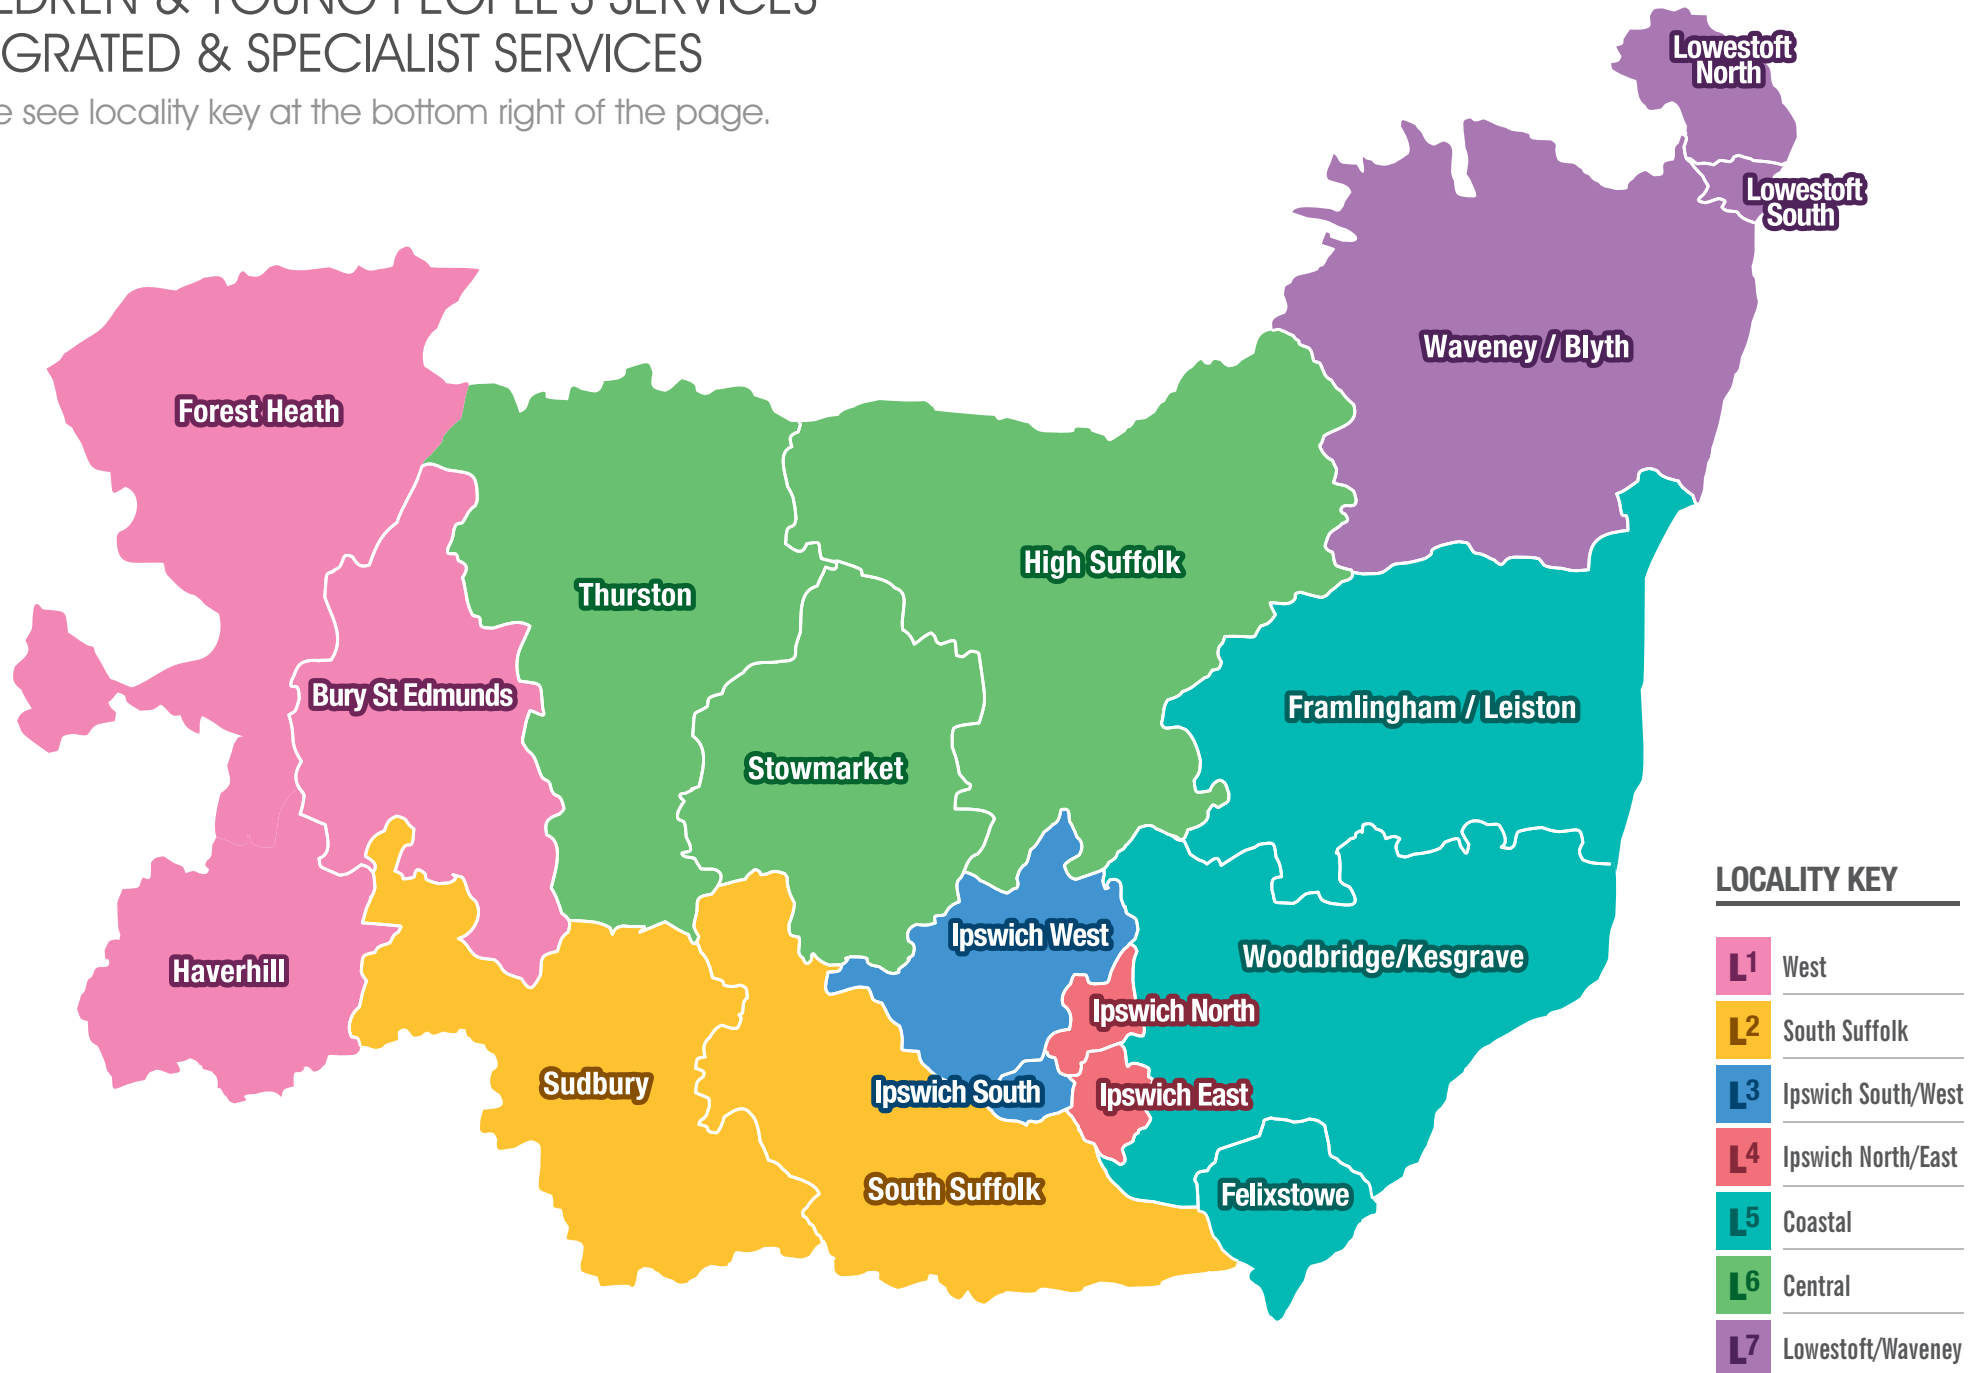 & YOUNG PEOPLE'S SERVICES
& SPECIALIST SERVICES
see locality key at the bottom right of the page.
Lowestoft
North
Lowestoft
South
Waveney / Blyth
Forest Heath
High Suffolk
Thurston
Bury St Edmunds
Framlingham / Leiston
Stowmarket
Ipswich West
Woodbridge/Kesgrave
Haverhill
Ipswich North
Sudbury
Ipswich South
Ipswich East
South Suffolk
Felixstowe
LOCALITY KEY
L1 West
L2 South Suffolk
L3 Ipswich South/West
L4 Ipswich North/East
L5 Coastal
L6 Central
L7 Lowestoft/Waveney